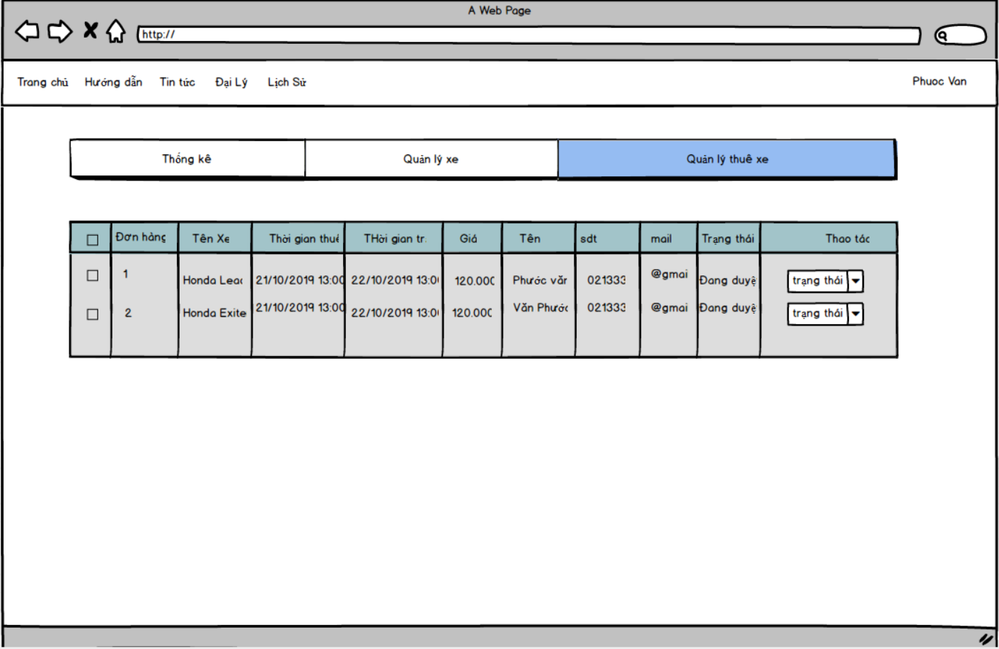 A Web Page
http://
Trang chủ Hướng dẫn Tin tức Đại Lý Lịch Sử Phuoc Van
Thống kê Quản lý xe Quản lý thuê xe
Đơn hàng Tên Xe Thời gian thuê THời gian tr Giá Tên sdt mail Trạng thái Thao tác
1 Honda Lead 21/10/2019 13:00 22/10/2019 13:00 120.000 Phước văn 021333 @gmai Đang duyệ trạng thái
2 Honda Exite 21/10/2019 13:00 22/10/2019 13:00 120.000 Văn Phước 021333 @gmai Đang duyệ trạng thái